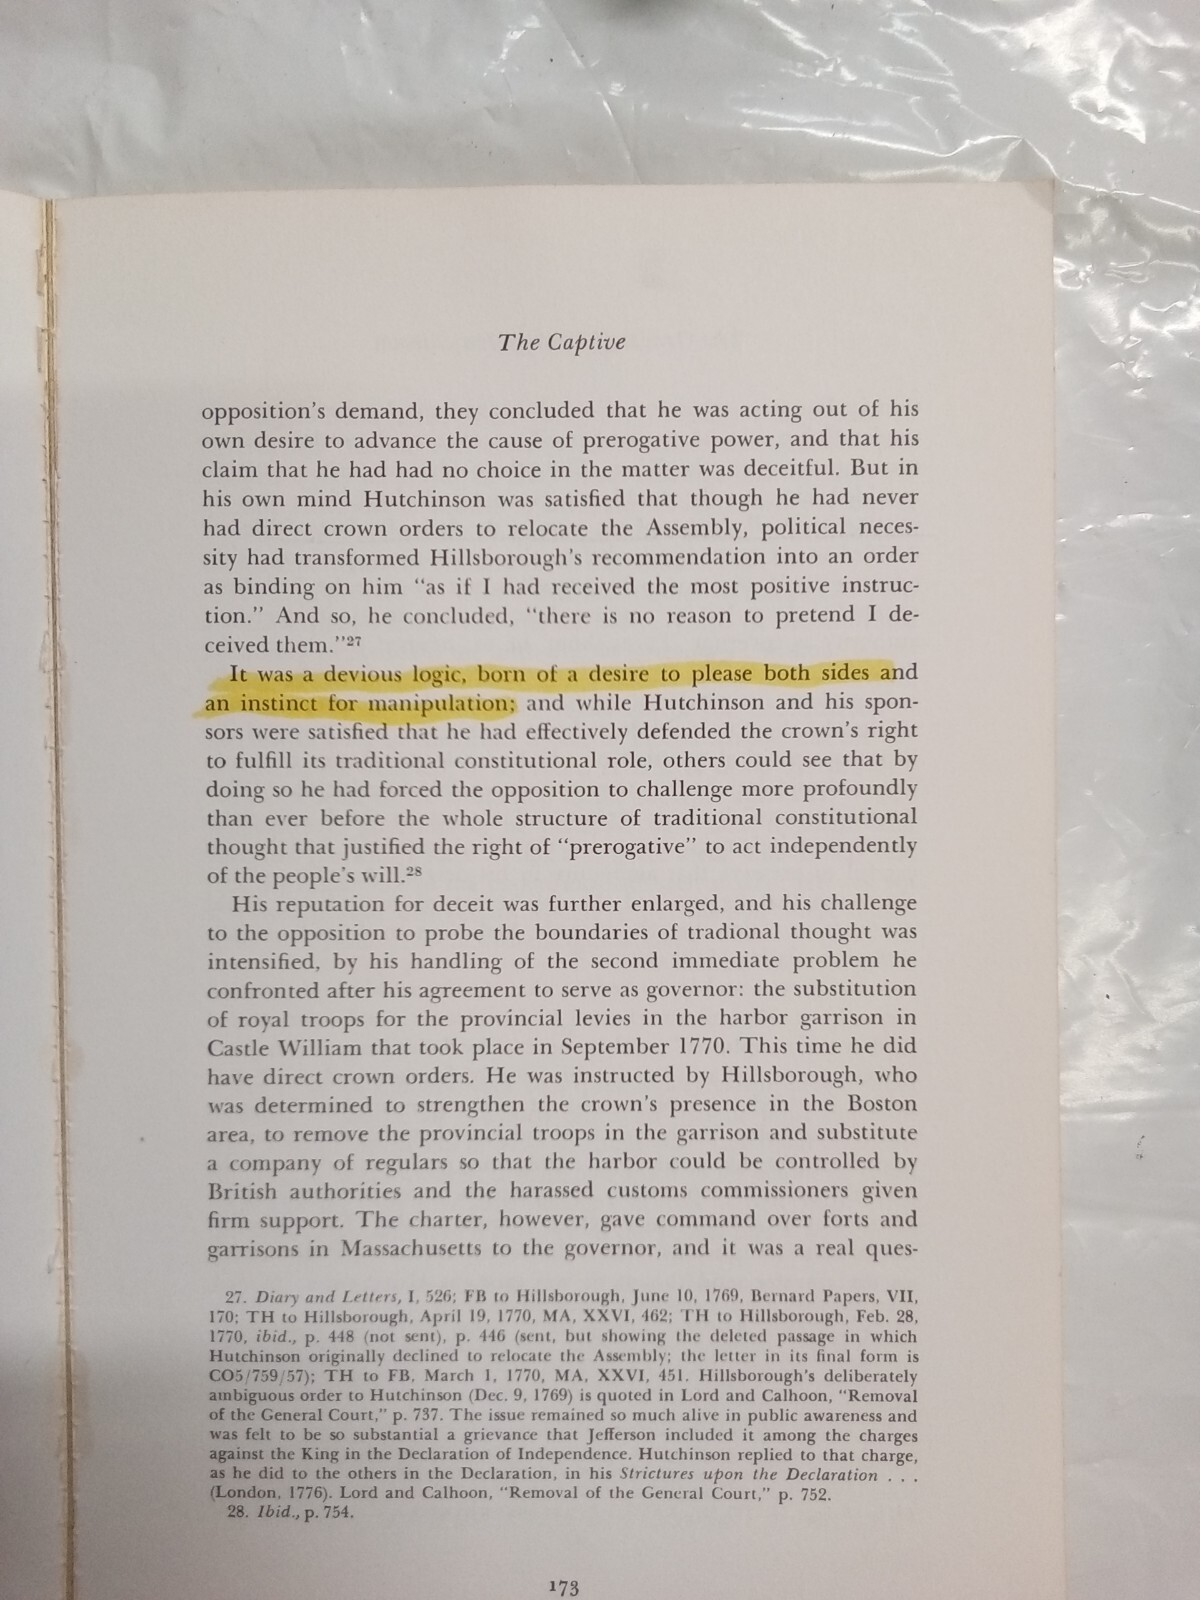 The Captive
opposition's demand, they concluded that he was acting out of his
own desire to advance the cause of prerogative power, and that his
claim that he had had no choice in the matter was deceitful. But in
his own mind Hutchinson was satisfied that though he had never
had direct crown orders to relocate the Assembly, political neces-
sity had transformed Hillsborough's recommendation into an order
as binding on him "as if I had received the most positive instruc-
tion." And so, he concluded, "there is no reason to pretend I de-
ceived them."27
It was a devious logic, born of a desire to please both sides and
an instinct for manipulation; and while Hutchinson and his spon-
sors were satisfied that he had effectively defended the crown's right
to fulfill its traditional constitutional role, others could see that by
doing so he had forced the opposition to challenge more profoundly
than ever before the whole structure of traditional constitutional
thought that justified the right of "prerogative" to act independently
of the people's will.28
His reputation for deceit was further enlarged, and his challenge
to the opposition to probe the boundaries of tradional thought was
intensified, by his handling of the second immediate problem he
confronted after his agreement to serve as governor: the substitution
of royal troops for the provincial levies in the harbor garrison in
Castle William that took place in September 1770. This time he did
have direct crown orders. He was instructed by Hillsborough, who
was determined to strengthen the crown's presence in the Boston
area, to remove the provincial troops in the garrison and substitute
a company of regulars so that the harbor could be controlled by
British authorities and the harassed customs commissioners given
firm support. The charter, however, gave command over forts and
garrisons in Massachusetts to the governor, and it was a real ques-
27. Diary and Letters, I, 526; FB to Hillsborough, June 10, 1769, Bernard Papers, VII,
170; TH to Hillsborough, April 19, 1770, MA, XXVI, 462; TH to Hillsborough, Feb. 28,
1770, ibid., p. 448 (not sent), p. 446 (sent, but showing the deleted passage in which
Hutchinson originally declined to relocate the Assembly; the letter in its final form is
CO5/759/57); TH to FB, March 1, 1770, MA, XXVI, 451. Hillsborough's deliberately
ambiguous order to Hutchinson (Dec. 9, 1769) is quoted in Lord and Calhoon, "Removal
of the General Court," p. 737. The issue remained so much alive in public awareness and
was felt to be so substantial a grievance that Jefferson included it among the charges
against the King in the Declaration of Independence. Hutchinson replied to that charge,
as he did to the others in the Declaration, in his Strictures upon the Declaration . . .
(London, 1776). Lord and Calhoon, "Removal of the General Court," p. 752.
28. Ibid., p. 754.
173